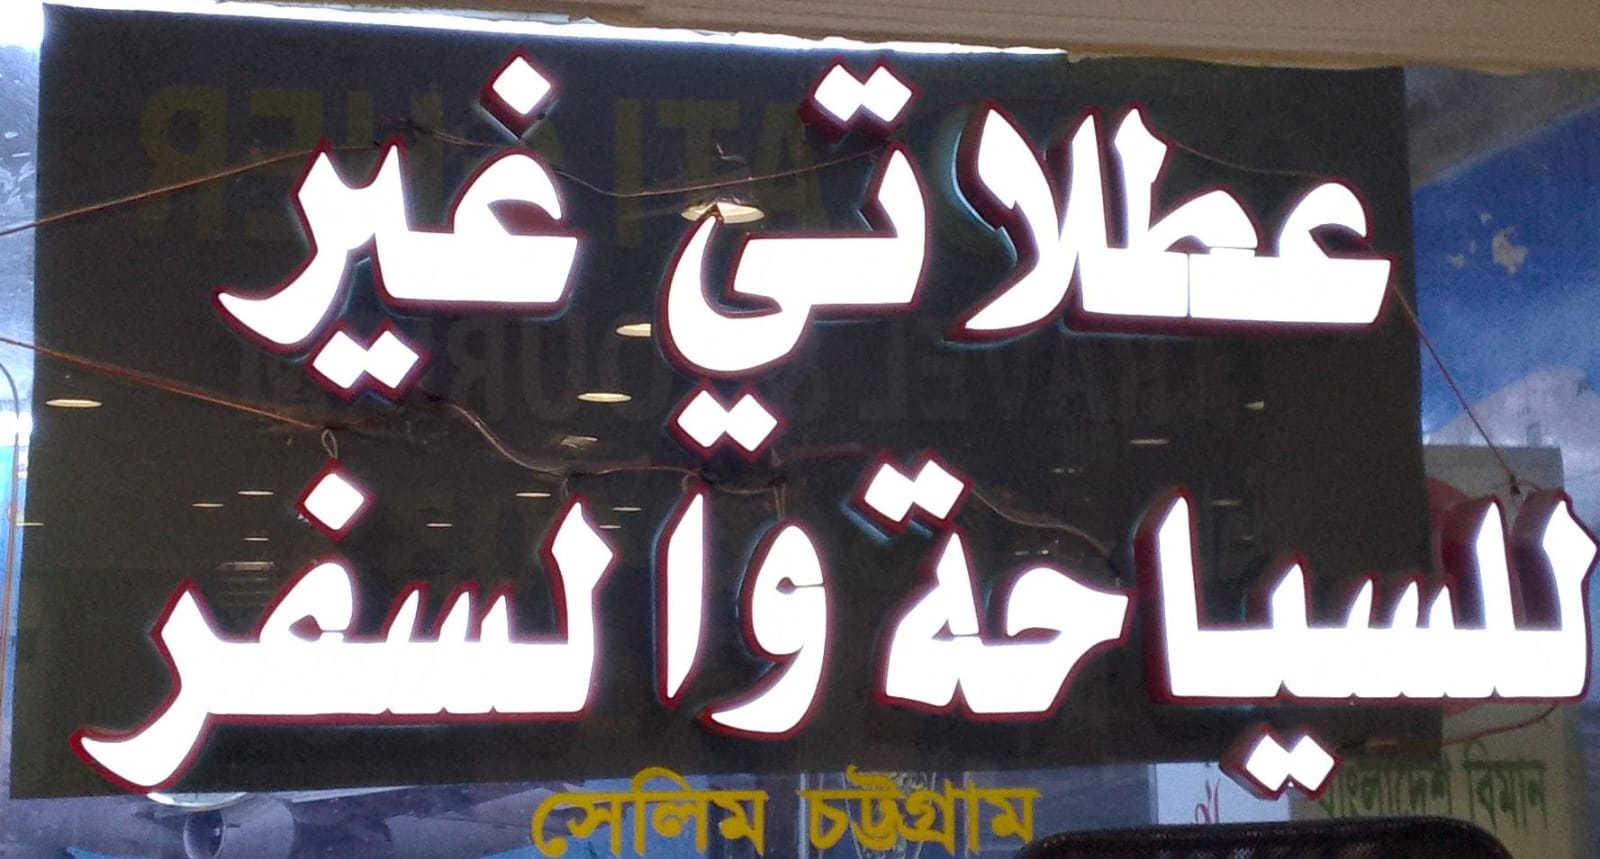 عطلاتي غير
للسياحة والسفر
সেলিম চট্টগ্রাম
বাংলাদেশ বিমান